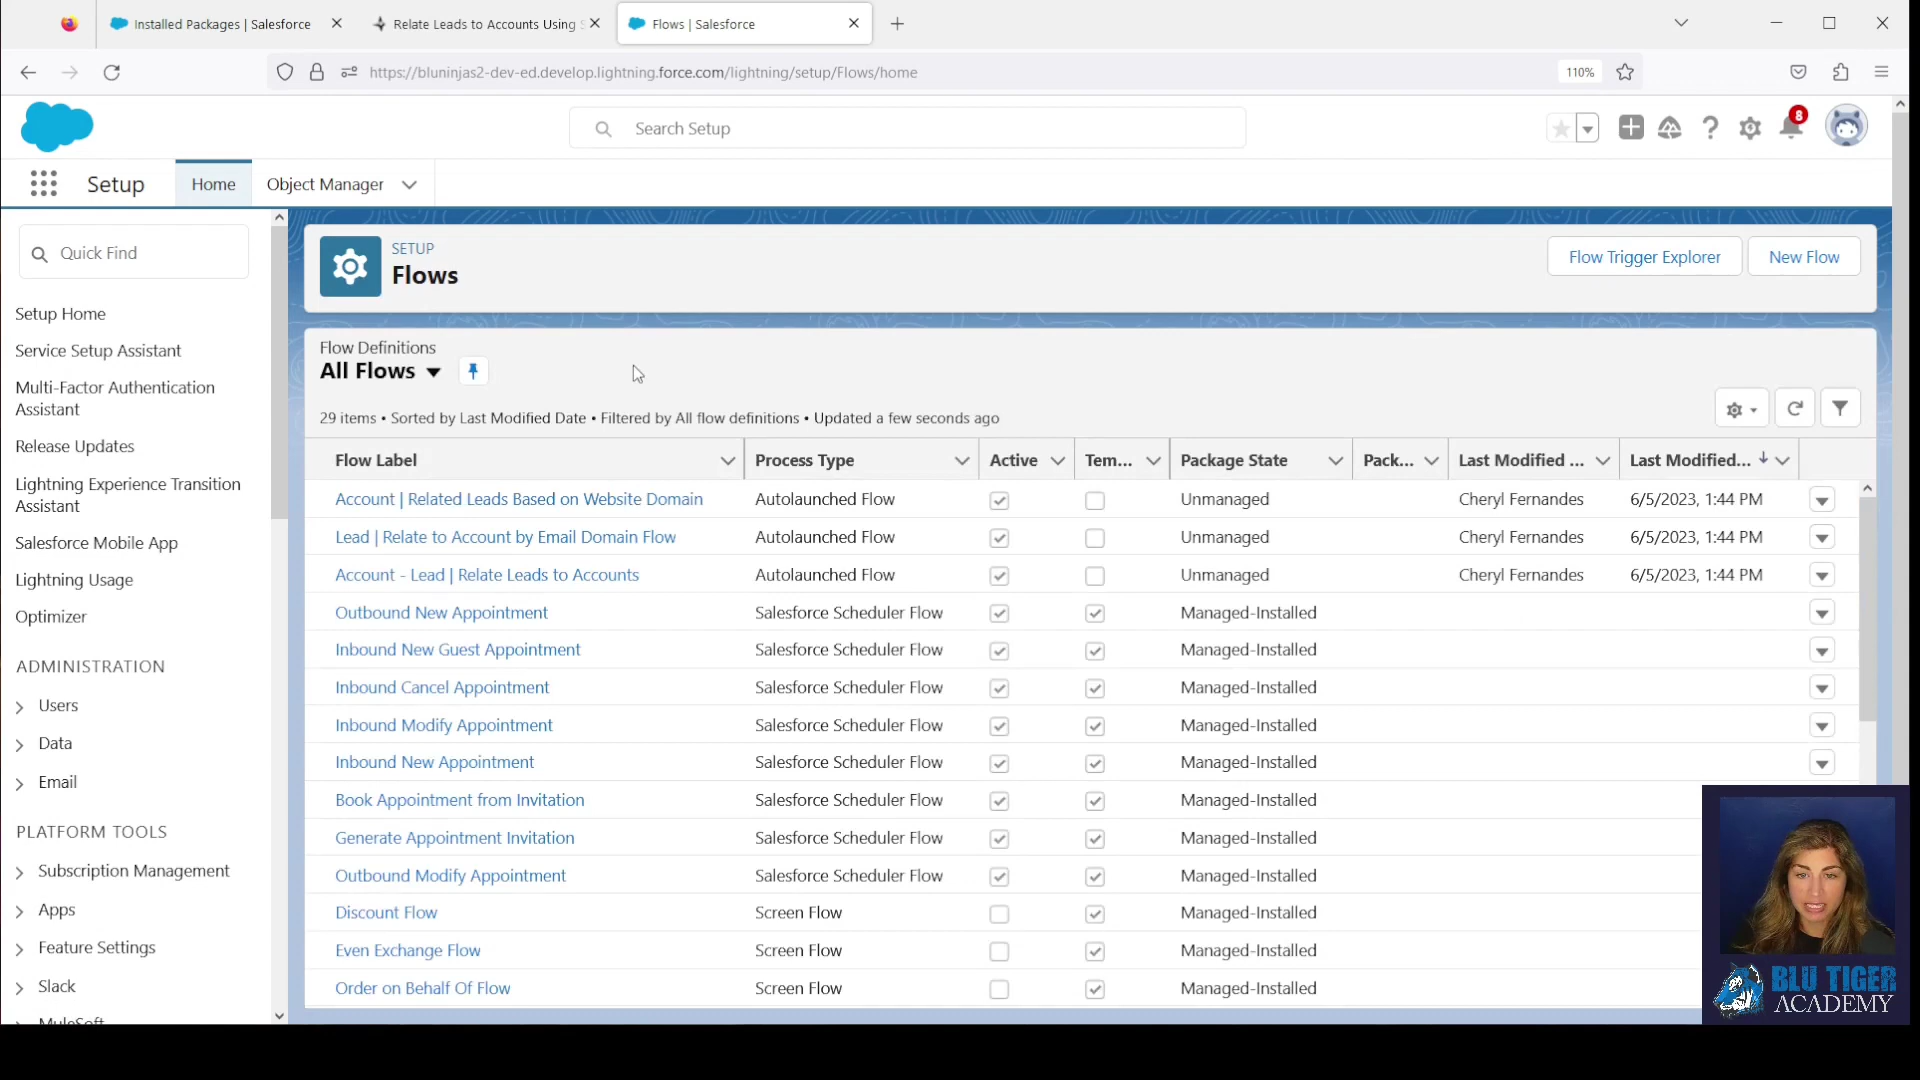 Installed Packages | Salesforce
Relate Leads to Accounts Using S
Flows | Salesforce
https://bluninjas2-dev-ed.develop.lightning.force.com/lightning/setup/Flows/home
110%
Search Setup
8
Setup
Home
Object Manager
Quick Find
Setup Home
Service Setup Assistant
Multi-Factor Authentication
Assistant
Release Updates
Lightning Experience Transition
Assistant
Salesforce Mobile App
Lightning Usage
Optimizer
ADMINISTRATION
Users
Data
Email
PLATFORM TOOLS
Subscription Management
Apps
Feature Settings
Slack
MuleSoft
SETUP
Flows
Flow Trigger Explorer
New Flow
Flow Definitions
All Flows
29 items • Sorted by Last Modified Date • Filtered by All flow definitions • Updated a few seconds ago
Flow Label Process Type Active Tem... Package State Pack... Last Modified ... Last Modified...
Account | Related Leads Based on Website Domain Autolaunched Flow Unmanaged Cheryl Fernandes 6/5/2023, 1:44 PM
Lead | Relate to Account by Email Domain Flow Autolaunched Flow Unmanaged Cheryl Fernandes 6/5/2023, 1:44 PM
Account - Lead | Relate Leads to Accounts Autolaunched Flow Unmanaged Cheryl Fernandes 6/5/2023, 1:44 PM
Outbound New Appointment Salesforce Scheduler Flow Managed-Installed
Inbound New Guest Appointment Salesforce Scheduler Flow Managed-Installed
Inbound Cancel Appointment Salesforce Scheduler Flow Managed-Installed
Inbound Modify Appointment Salesforce Scheduler Flow Managed-Installed
Inbound New Appointment Salesforce Scheduler Flow Managed-Installed
Book Appointment from Invitation Salesforce Scheduler Flow Managed-Installed
Generate Appointment Invitation Salesforce Scheduler Flow Managed-Installed
Outbound Modify Appointment Salesforce Scheduler Flow Managed-Installed
Discount Flow Screen Flow Managed-Installed
Even Exchange Flow Screen Flow Managed-Installed
Order on Behalf Of Flow Screen Flow Managed-Installed
BLU TIGER
ACADEMY